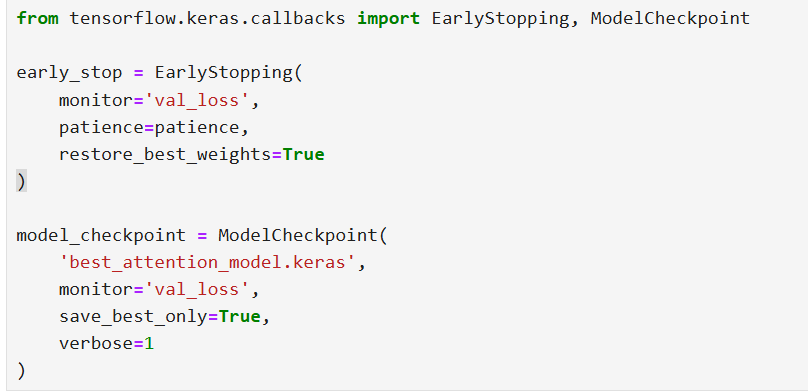 from tensorflow.keras.callbacks import EarlyStopping, ModelCheckpoint
early_stop = EarlyStopping(
    monitor='val_loss',
    patience=patience,
    restore_best_weights=True
)
model_checkpoint = ModelCheckpoint(
    'best_attention_model.keras',
    monitor='val_loss',
    save_best_only=True,
    verbose=1
)